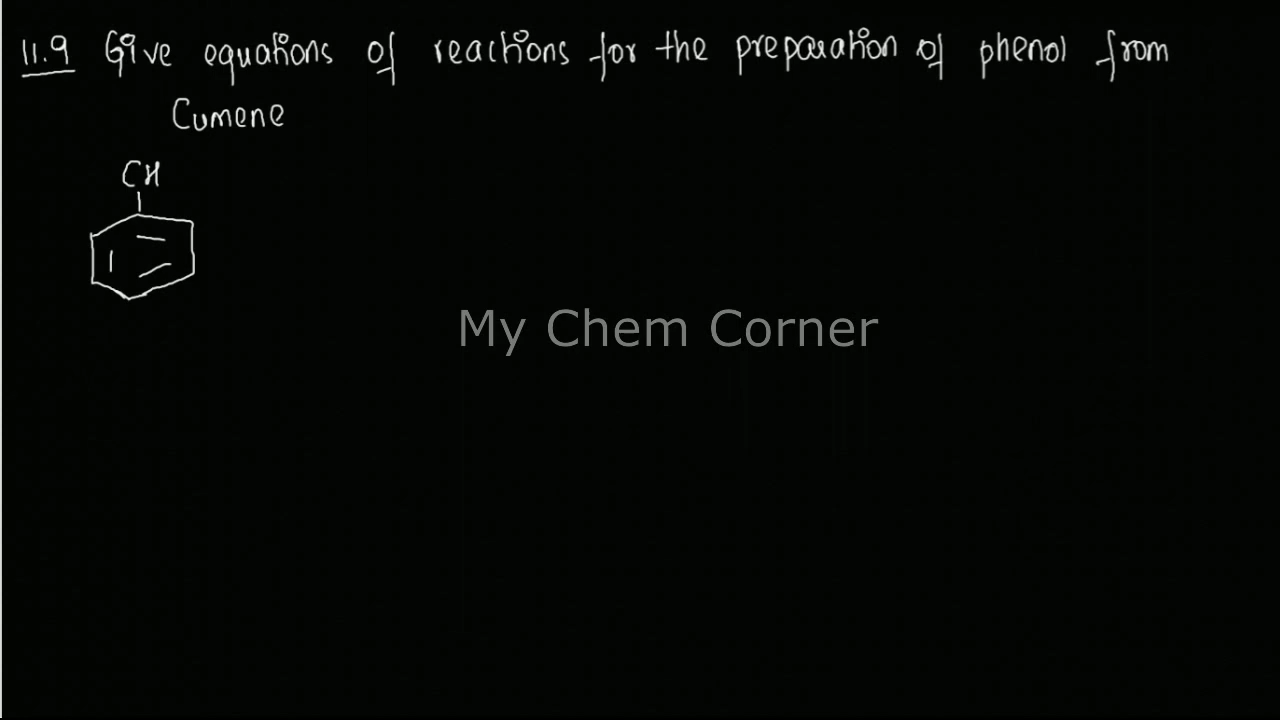 11.9 Give equations of reactions for the preparation of phenol from
Cumene
CH
My Chem Corner